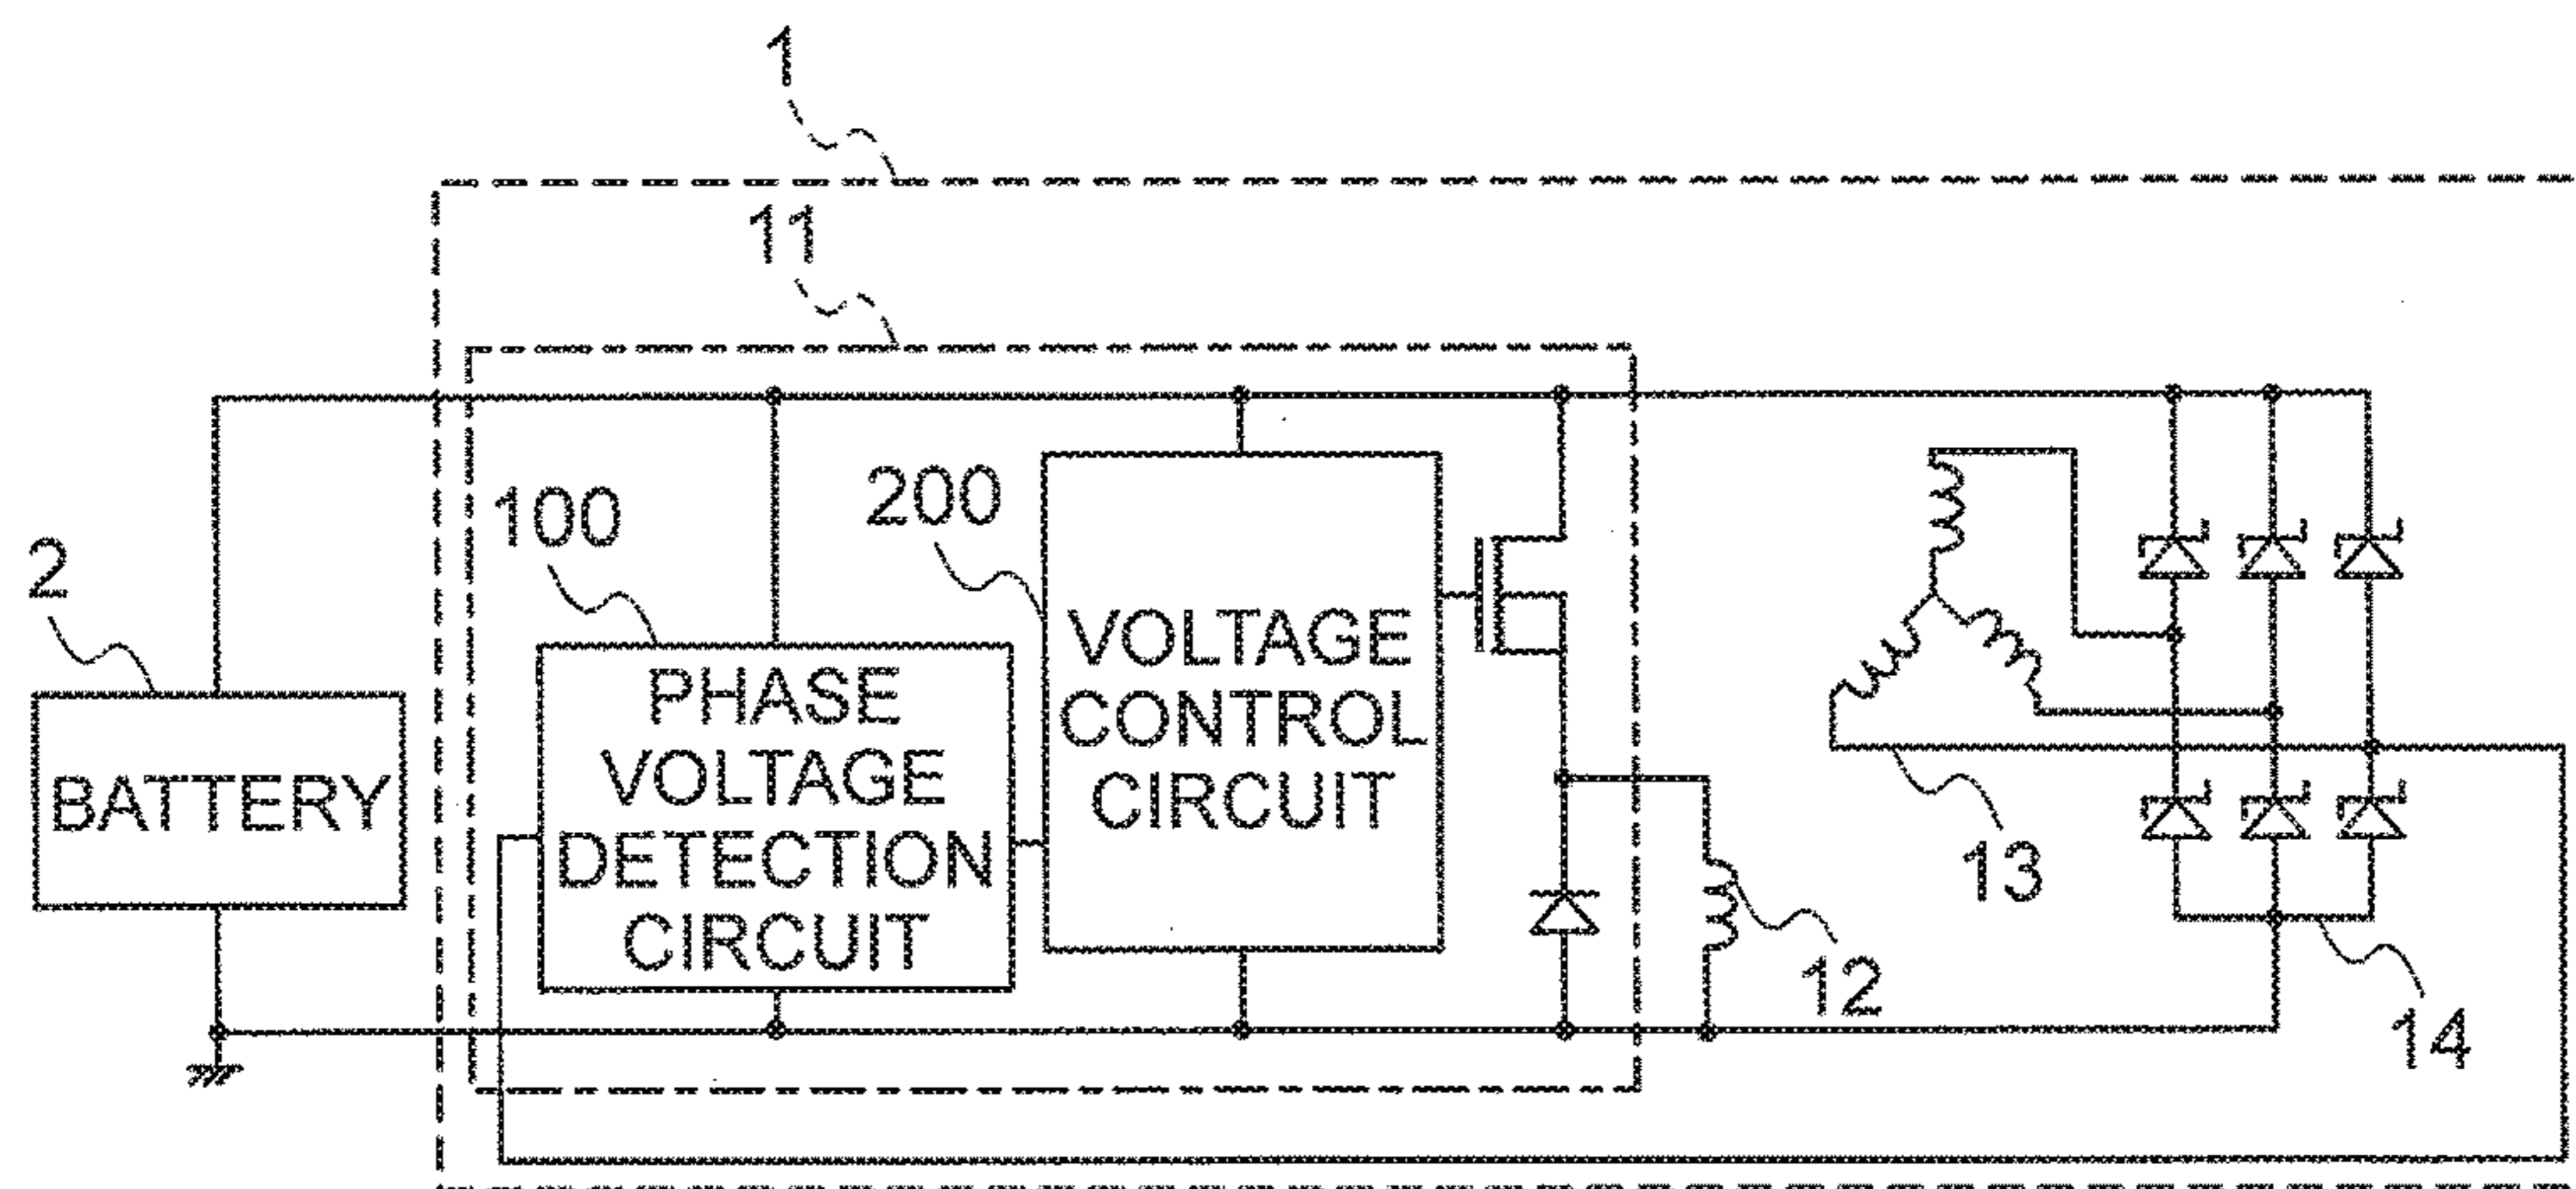 1
11
100
200
2
BATTERY
PHASE
VOLTAGE
DETECTION
CIRCUIT
VOLTAGE
CONTROL
CIRCUIT
13
12
14